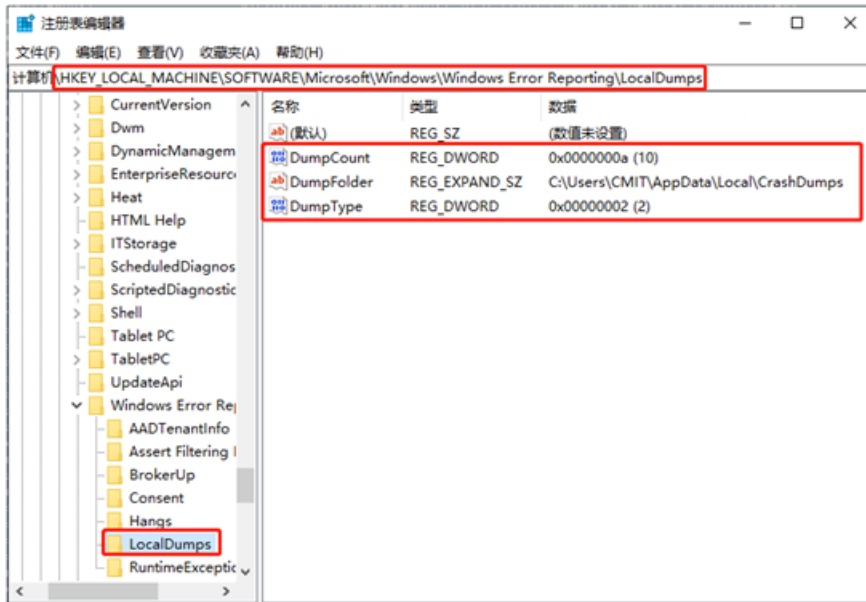 注册表编辑器
文件(F) 编辑(E) 查看(V) 收藏夹(A) 帮助(H)
计算机\HKEY_LOCAL_MACHINE\SOFTWARE\Microsoft\Windows\Windows Error Reporting\LocalDumps
CurrentVersion
Dwm
DynamicManagem
EnterpriseResource
Heat
HTML Help
ITStorage
ScheduledDiagnos
ScriptedDiagnostic
Shell
Tablet PC
TabletPC
UpdateApi
Windows Error Rep
AADTenantInfo
Assert Filtering
BrokerUp
Consent
Hangs
LocalDumps
RuntimeExceptic
名称 类型 数据
(默认) REG_SZ (数值未设置)
DumpCount REG_DWORD 0x0000000a (10)
DumpFolder REG_EXPAND_SZ C:\Users\CMIT\AppData\Local\CrashDumps
DumpType REG_DWORD 0x00000002 (2)